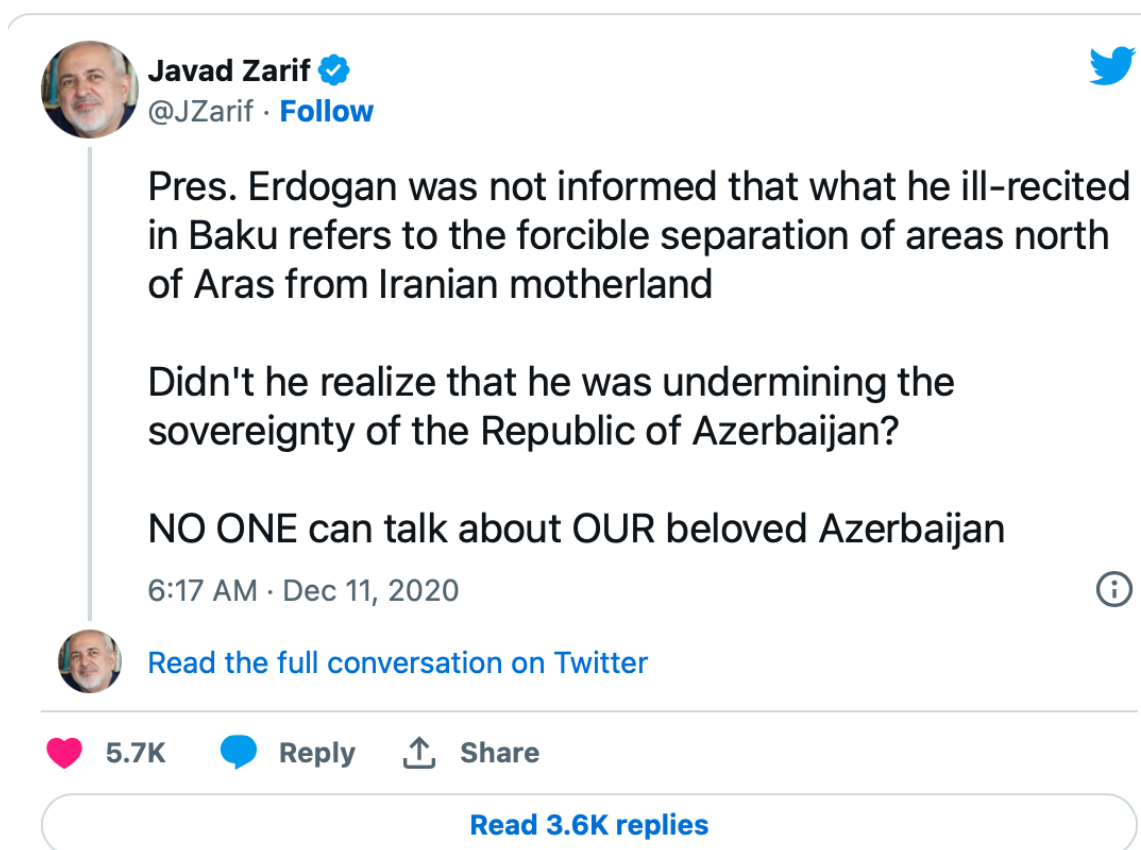 Javad Zarif
@JZarif · Follow
Pres. Erdogan was not informed that what he ill-recited
in Baku refers to the forcible separation of areas north
of Aras from Iranian motherland
Didn't he realize that he was undermining the
sovereignty of the Republic of Azerbaijan?
NO ONE can talk about OUR beloved Azerbaijan
6:17 AM · Dec 11, 2020
Read the full conversation on Twitter
5.7K Reply Share
Read 3.6K replies